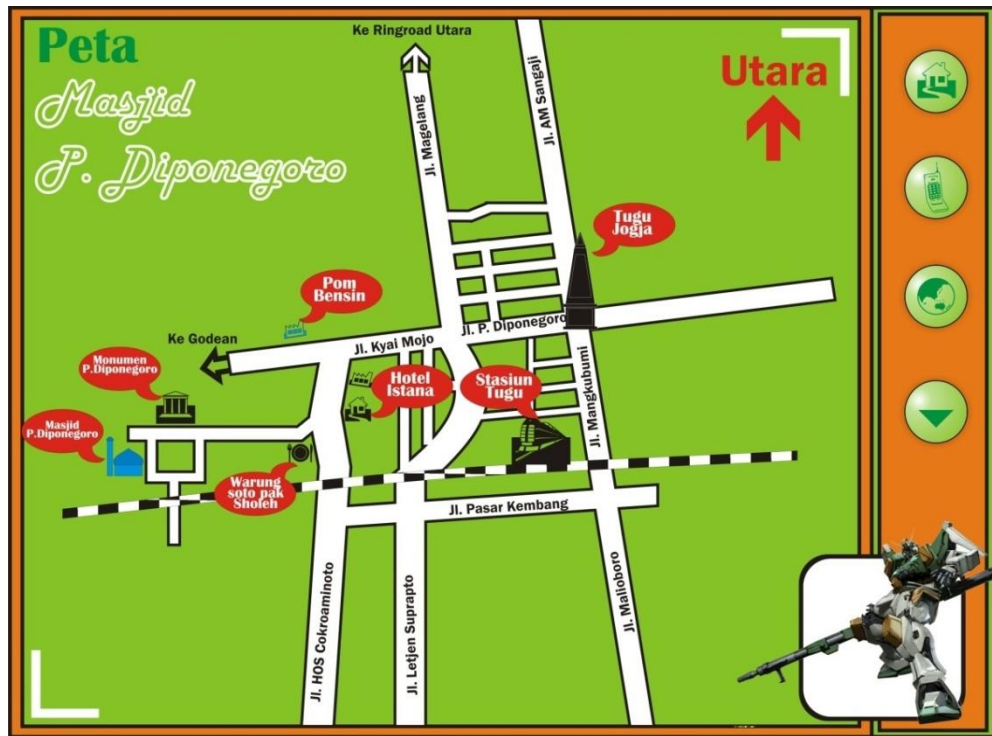 Peta
Masjid
P. Diponegoro
Ke Ringroad Utara
Utara
Jl. Magelang
Jl. AM Sangaji
Tugu
Jogja
Pom
Bensin
Ke Godean
Jl. Kyai Mojo
Jl. P. Diponegoro
Monumen
P.Diponegoro
Hotel
Istana
Stasiun
Tugu
Jl. Mangkubumi
Masjid
P.Diponegoro
Warung
soto pak
Sholeh
Jl. Pasar Kembang
Jl. HOS Cokroaminoto
Jl. Letjen Suprapto
Jl. Malioboro